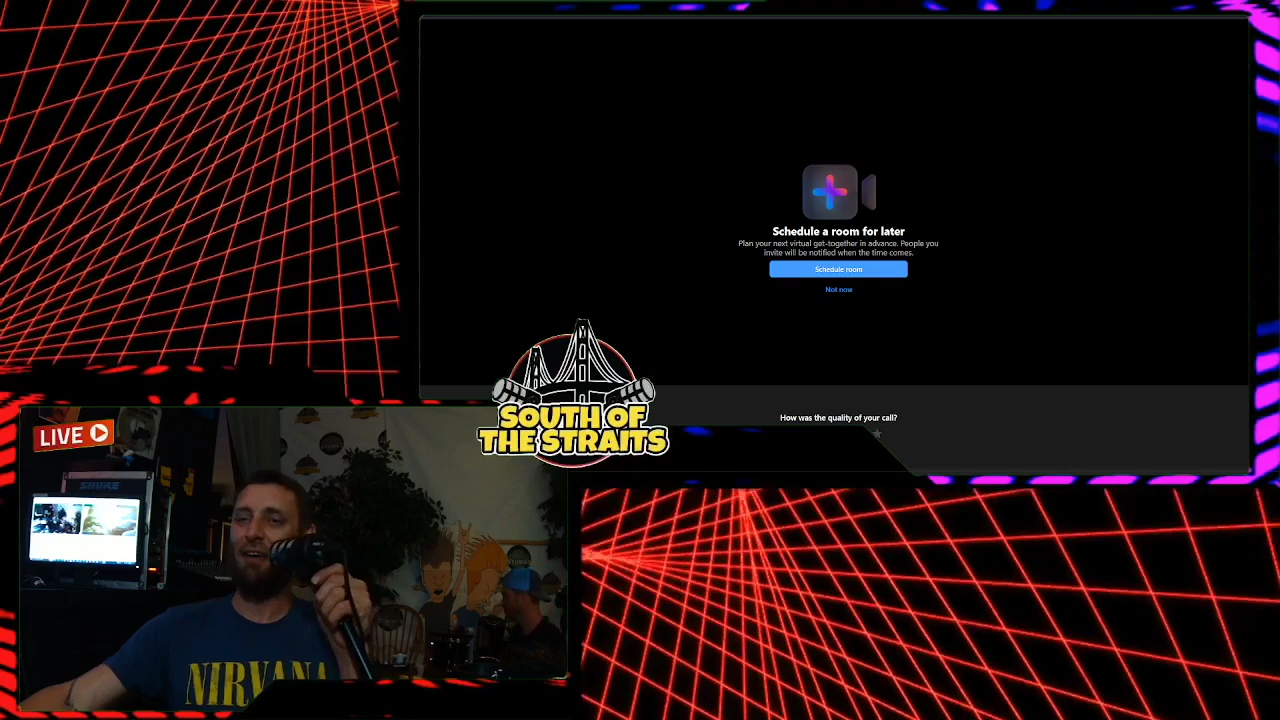 Schedule a room for later
Plan your next virtual get-together in advance. People you
invite will be notified when the time comes.
Schedule room
Not now
How was the quality of your call?
SOUTH OF
THE STRAITS
LIVE
SHURE
NIRVANA